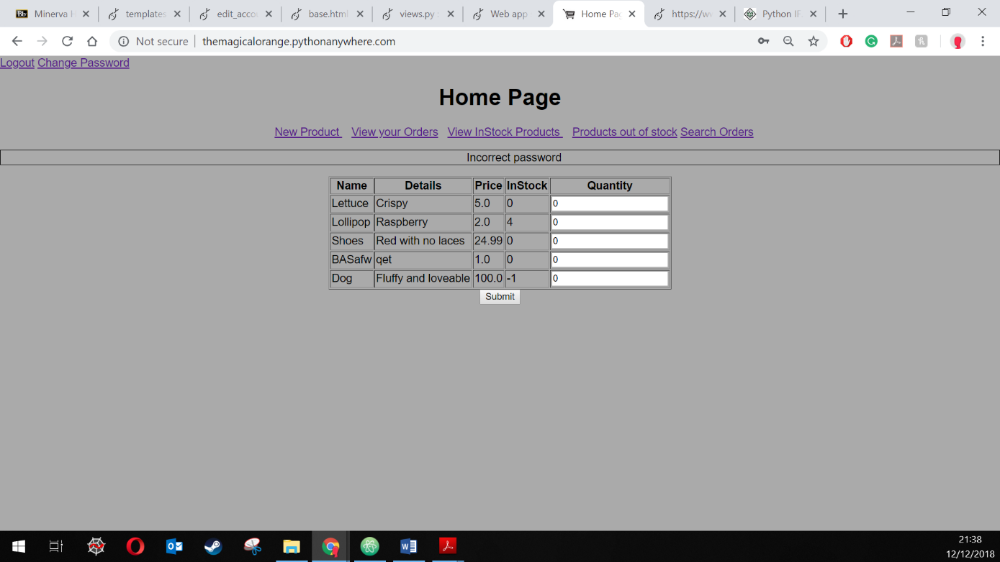 Minerva H
templates
edit_accou
base.html
views.py :
Web app
Home Pag
https://ww
Python IF
Not secure | themagicalorange.pythonanywhere.com
Logout Change Password
Home Page
New Product View your Orders View InStock Products Products out of stock Search Orders
Incorrect password
Name Details Price InStock Quantity
Lettuce Crispy 5.0 0 0
Lollipop Raspberry 2.0 4 0
Shoes Red with no laces 24.99 0 0
BASafw qet 1.0 0 0
Dog Fluffy and loveable 100.0 -1 0
Submit
21:38
12/12/2018